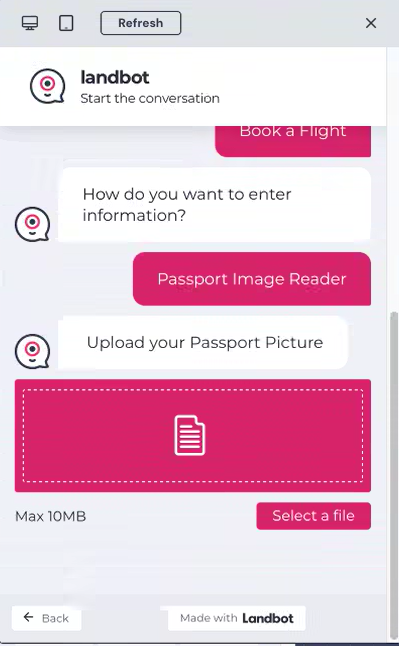 Refresh
landbot
Start the conversation
Book a Flight
How do you want to enter
information?
Passport Image Reader
Upload your Passport Picture
Max 10MB
Select a file
Back
Made with Landbot